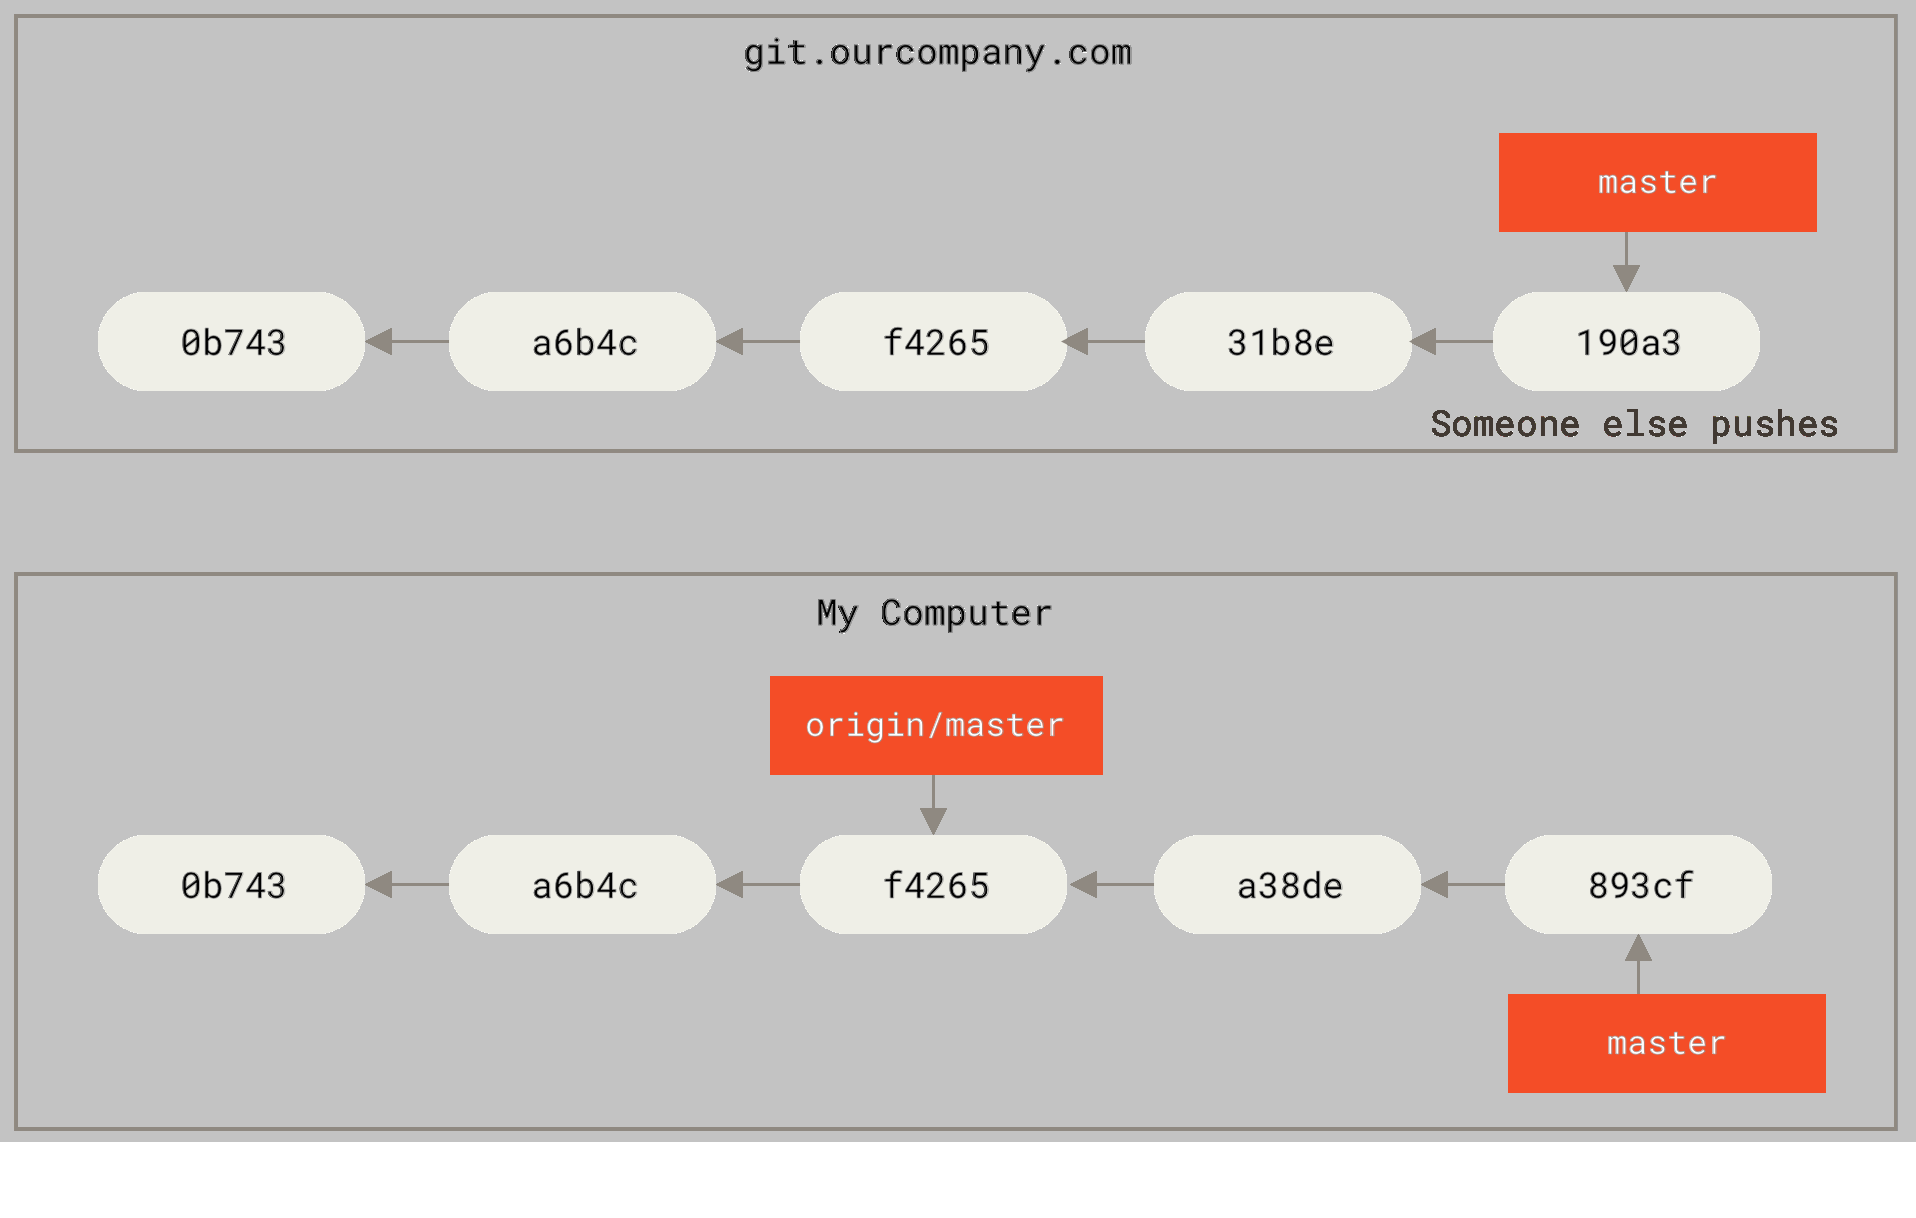 git.ourcompany.com
master
0b743
a6b4c
f4265
31b8e
190a3
Someone else pushes
My Computer
origin/master
0b743
a6b4c
f4265
a38de
893cf
master